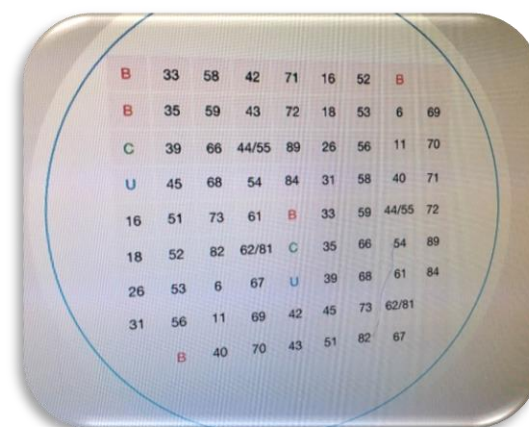 B 33 58 42 71 16 52 B
B 35 59 43 72 18 53 6 69
C 39 66 44/55 89 26 56 11 70
U 45 68 54 84 31 58 40 71
16 51 73 61 B 33 59 44/55 72
18 52 82 62/81 C 35 66 54 89
26 53 6 67 U 39 68 61 84
31 56 11 69 42 45 73 62/81
B 40 70 43 51 82 67